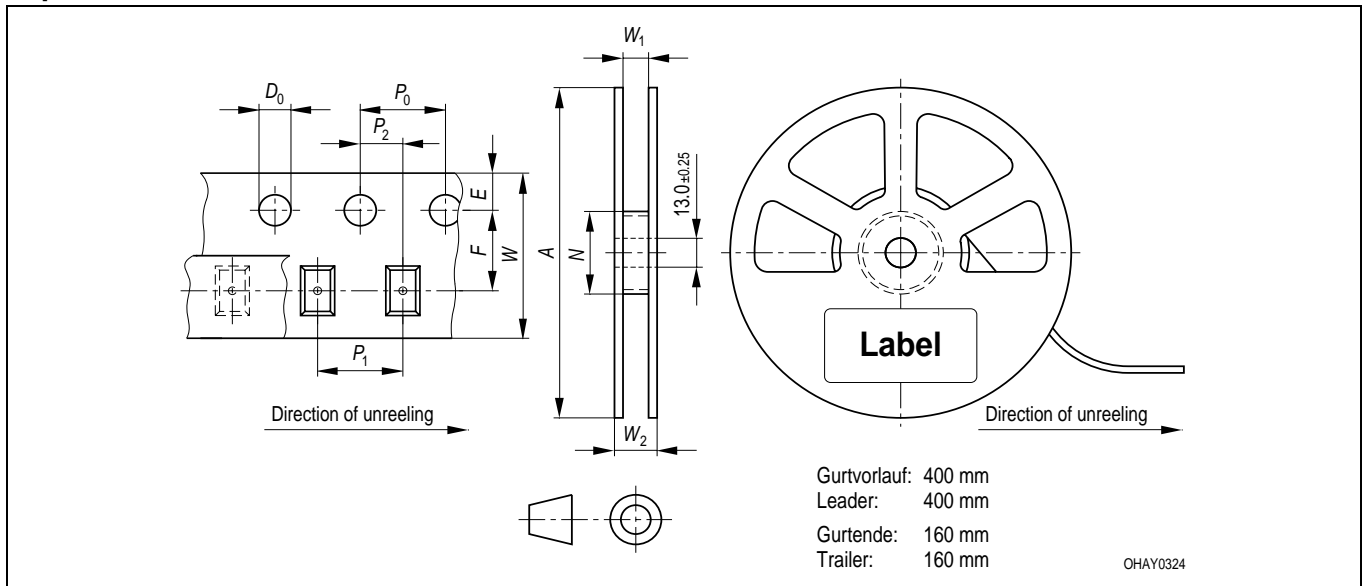 W1
D0
P0
P2
E
F
W
A
N
13.0 ±0.25
P1
W2
Label
Direction of unreeling
Direction of unreeling
Gurtvorlauf: 400 mm
Leader: 400 mm
Gurtende: 160 mm
Trailer: 160 mm
OHAY0324